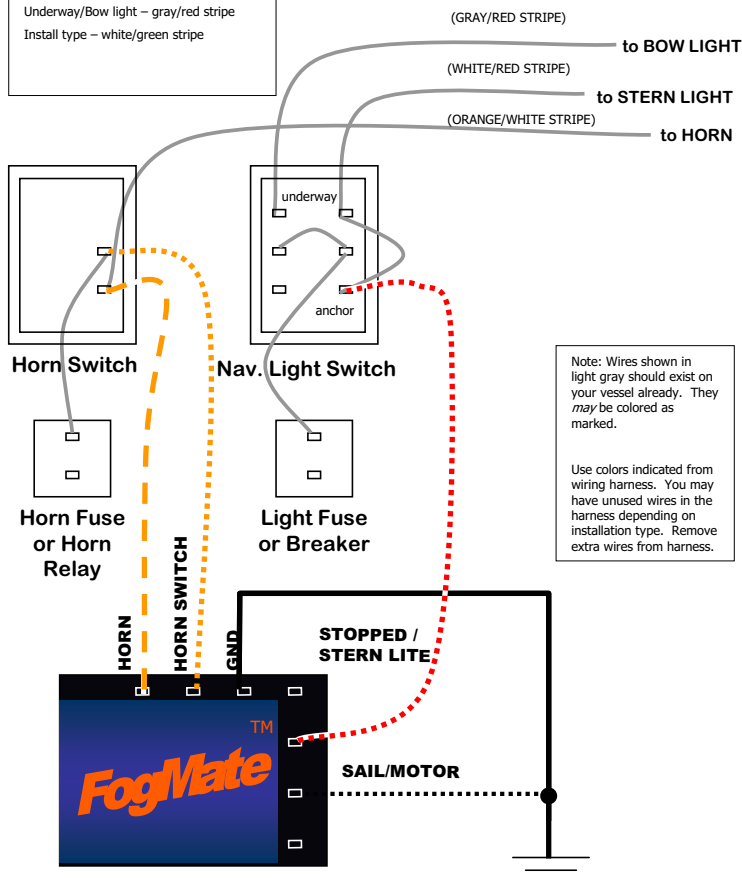 Underway/Bow light – gray/red stripe
Install type – white/green stripe
(GRAY/RED STRIPE)
to BOW LIGHT
(WHITE/RED STRIPE)
to STERN LIGHT
(ORANGE/WHITE STRIPE)
to HORN
underway
anchor
Horn Switch
Nav. Light Switch
Note: Wires shown in
light gray should exist on
your vessel already. They
may be colored as
marked.
Use colors indicated from
wiring harness. You may
have unused wires in the
harness depending on
installation type. Remove
extra wires from harness.
Horn Fuse
or Horn
Relay
Light Fuse
or Breaker
HORN
HORN SWITCH
GND
STOPPED /
STERN LITE
TM
FogMate
SAIL/MOTOR